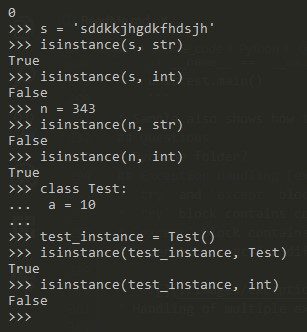 0
>>> s = 'sddkkjhgdkfhdsjh'
>>> isinstance(s, str)
True
>>> isinstance(s, int)
False
>>> n = 343
>>> isinstance(n, str)
False
>>> isinstance(n, int)
True
>>> class Test:
...  a = 10
...
>>> test_instance = Test()
>>> isinstance(test_instance, Test)
True
>>> isinstance(test_instance, int)
False
>>>